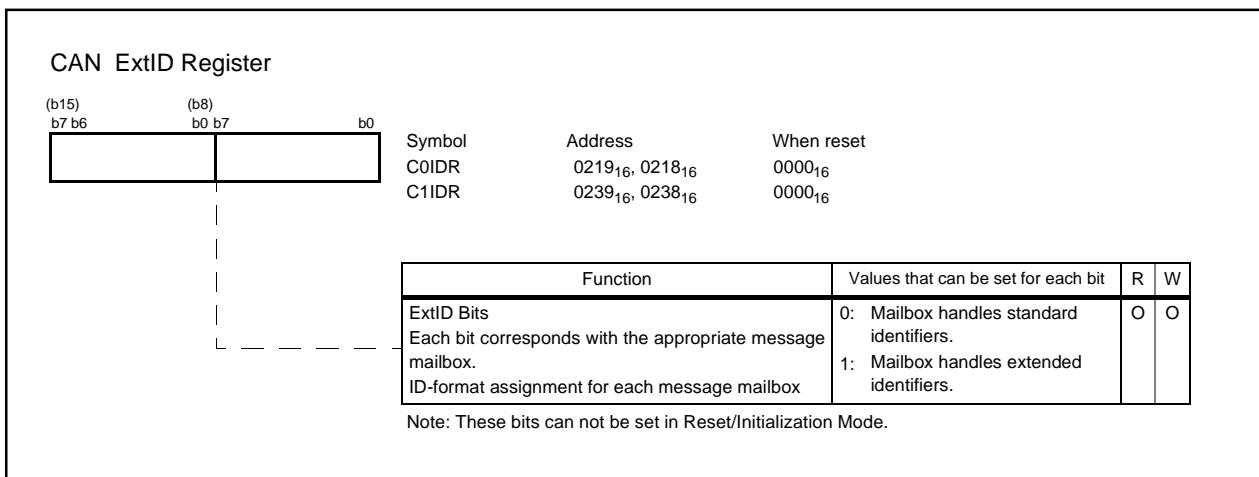 CAN ExtID Register
(b15) (b8)
b7 b6 b0 b7 b0
Symbol Address When reset
C0IDR 0219₁₆, 0218₁₆ 0000₁₆
C1IDR 0239₁₆, 0238₁₆ 0000₁₆
Function Values that can be set for each bit R W
ExtID Bits 0: Mailbox handles standard O O
Each bit corresponds with the appropriate message identifiers.
mailbox. 1: Mailbox handles extended
ID-format assignment for each message mailbox identifiers.
Note: These bits can not be set in Reset/Initialization Mode.